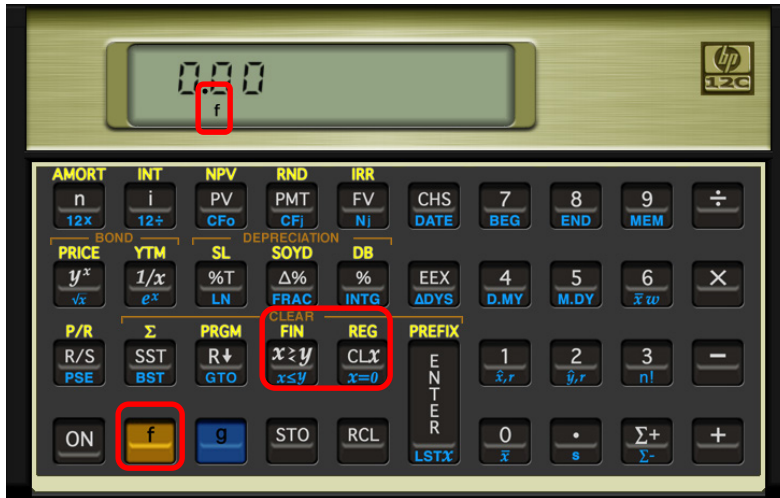 0.00
f
hp
12C
AMORT INT NPV RND IRR
n i PV PMT FV CHS 7 8 9 ÷
12x 12÷ CFo CFj Nj DATE BEG END MEM
BOND DEPRECIATION
PRICE YTM SL SOYD DB
yˣ 1/x %T Δ% % EEX 4 5 6 ×
√x eˣ LN FRAC INTG ΔDYS D.MY M.DY x̄w
CLEAR
P/R Σ PRGM FIN REG PREFIX
R/S SST R↓ x≷y CLx ENTER 1 2 3 −
PSE BST GTO x≤y x=0 x̂,r ŷ,r n!
ON f g STO RCL 0 • Σ+ +
LSTx x̄ s Σ-